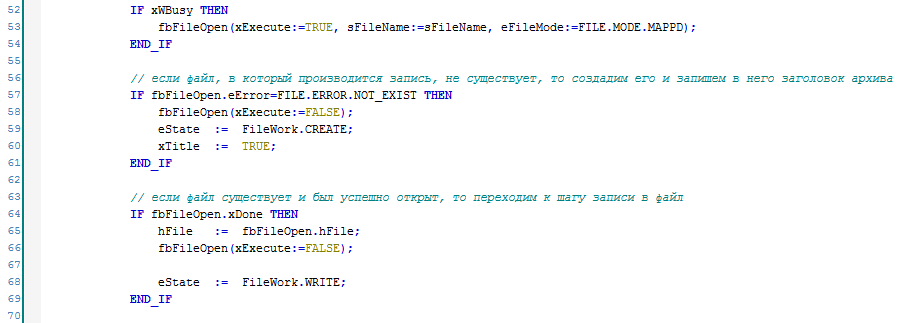 52 IF xWBusy THEN
53 fbFileOpen(xExecute:=TRUE, sFileName:=sFileName, eFileMode:=FILE.MODE.MAPPD);
54 END_IF
55
56 // если файл, в который производится запись, не существует, то создадим его и запишем в него заголовок архива
57 IF fbFileOpen.eError=FILE.ERROR.NOT_EXIST THEN
58 fbFileOpen(xExecute:=FALSE);
59 eState := FileWork.CREATE;
60 xTitle := TRUE;
61 END_IF
62
63 // если файл существует и был успешно открыт, то переходим к шагу записи в файл
64 IF fbFileOpen.xDone THEN
65 hFile := fbFileOpen.hFile;
66 fbFileOpen(xExecute:=FALSE);
67
68 eState := FileWork.WRITE;
69 END_IF
70